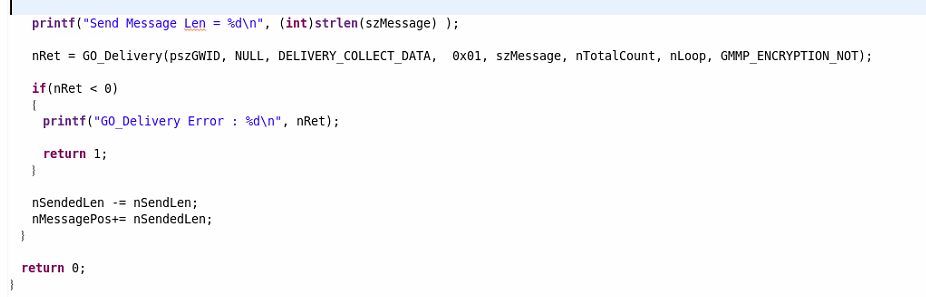 printf("Send Message Len = %d\n", (int)strlen(szMessage) );
nRet = GO_Delivery(pszGWID, NULL, DELIVERY_COLLECT_DATA,  0x01, szMessage, nTotalCount, nLoop, GMMP_ENCRYPTION_NOT);
if(nRet < 0)
{
printf("GO_Delivery Error : %d\n", nRet);
return 1;
}
nSendedLen -= nSendLen;
nMessagePos+= nSendedLen;
}
return 0;
}